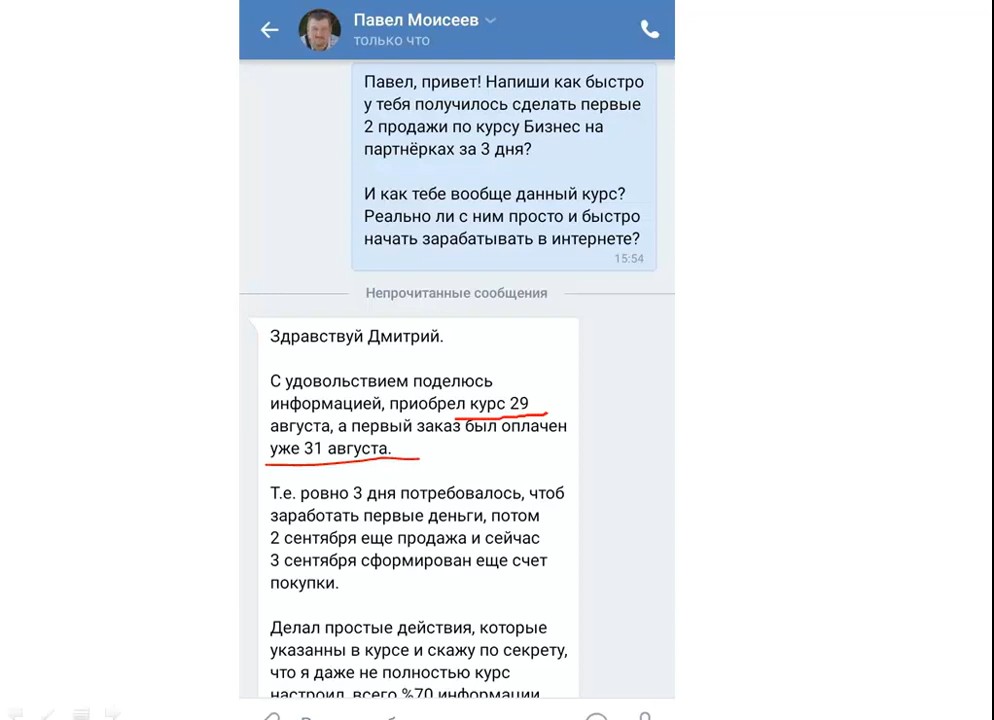 Павел Моисеев
только что
Павел, привет! Напиши как быстро
у тебя получилось сделать первые
2 продажи по курсу Бизнес на
партнёрках за 3 дня?
И как тебе вообще данный курс?
Реально ли с ним просто и быстро
начать зарабатывать в интернете?
15:54
Непрочитанные сообщения
Здравствуй Дмитрий.
С удовольствием поделюсь
информацией, приобрел курс 29
августа, а первый заказ был оплачен
уже 31 августа.
Т.е. ровно 3 дня потребовалось, чтоб
заработать первые деньги, потом
2 сентября еще продажа и сейчас
3 сентября сформирован еще счет
покупки.
Делал простые действия, которые
указанны в курсе и скажу по секрету,
что я даже не полностью курс
настроил, всего %70 информации